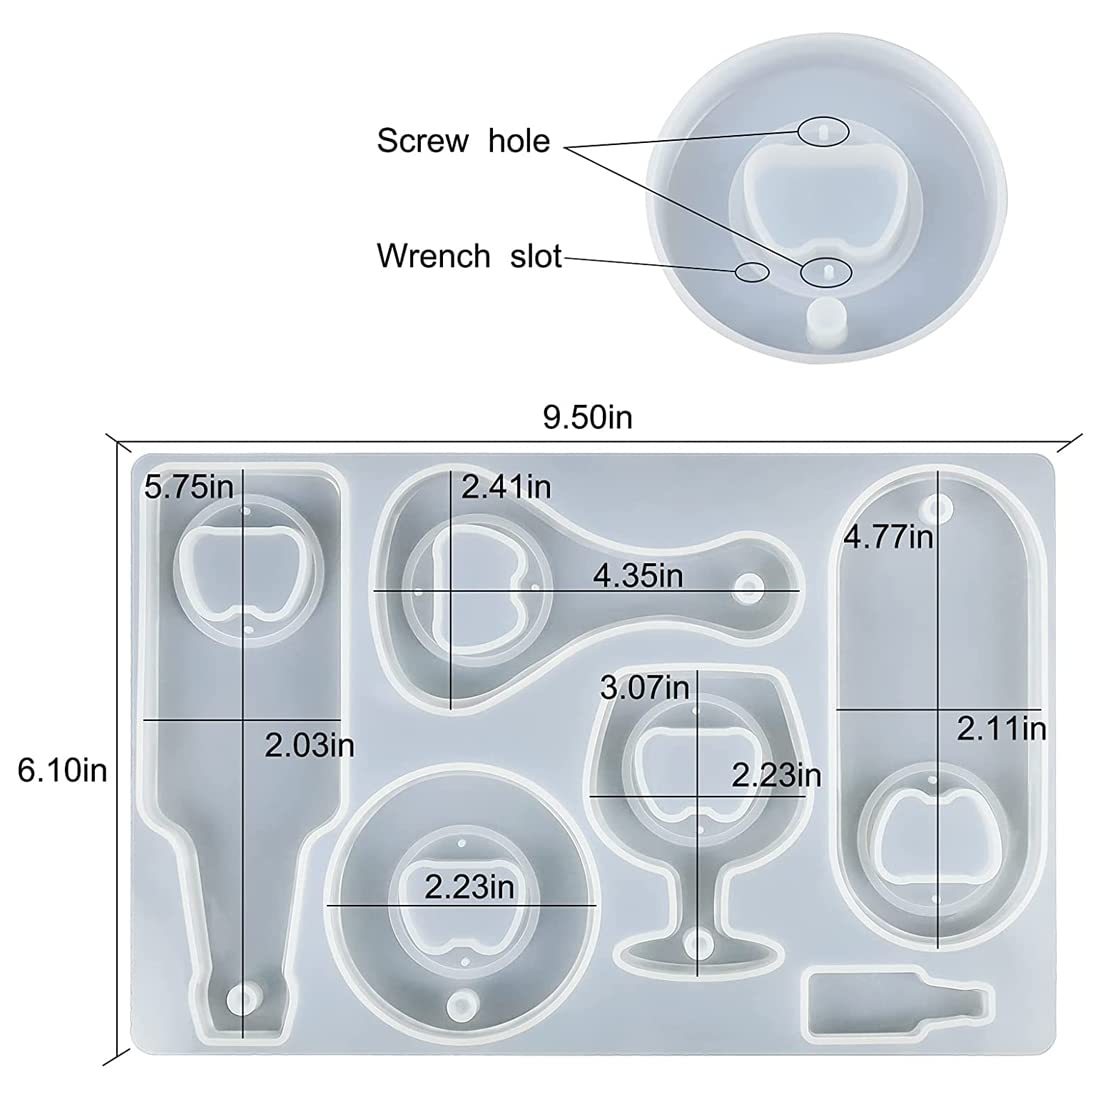 Screw hole
Wrench slot
9.50in
5.75in
2.41in
4.77in
4.35in
3.07in
2.03in
2.11in
6.10in
2.23in
2.23in